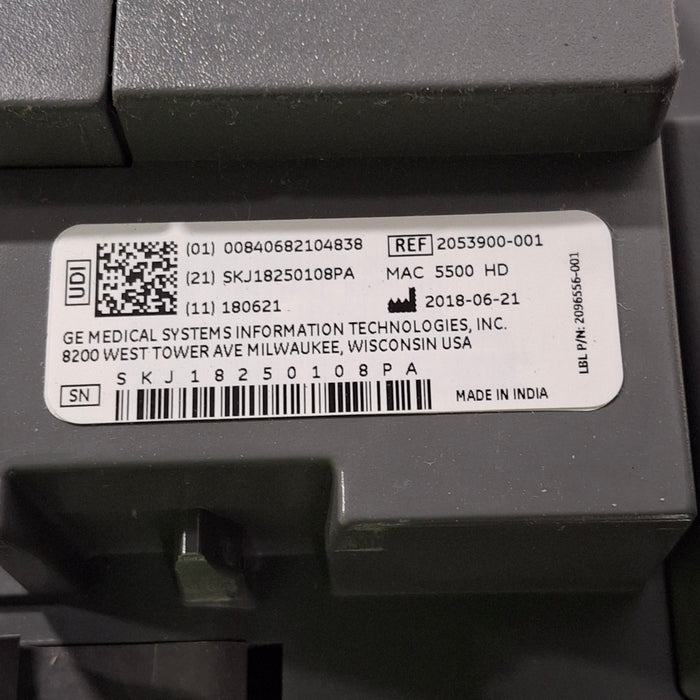 UDI
(01) 00840682104838
(21) SKJ18250108PA
(11) 180621
REF 2053900-001
MAC 5500 HD
2018-06-21
GE MEDICAL SYSTEMS INFORMATION TECHNOLOGIES, INC.
8200 WEST TOWER AVE MILWAUKEE, WISCONSIN USA
SKJ18250108PA
SN
MADE IN INDIA
LBL P/N: 2096556-001